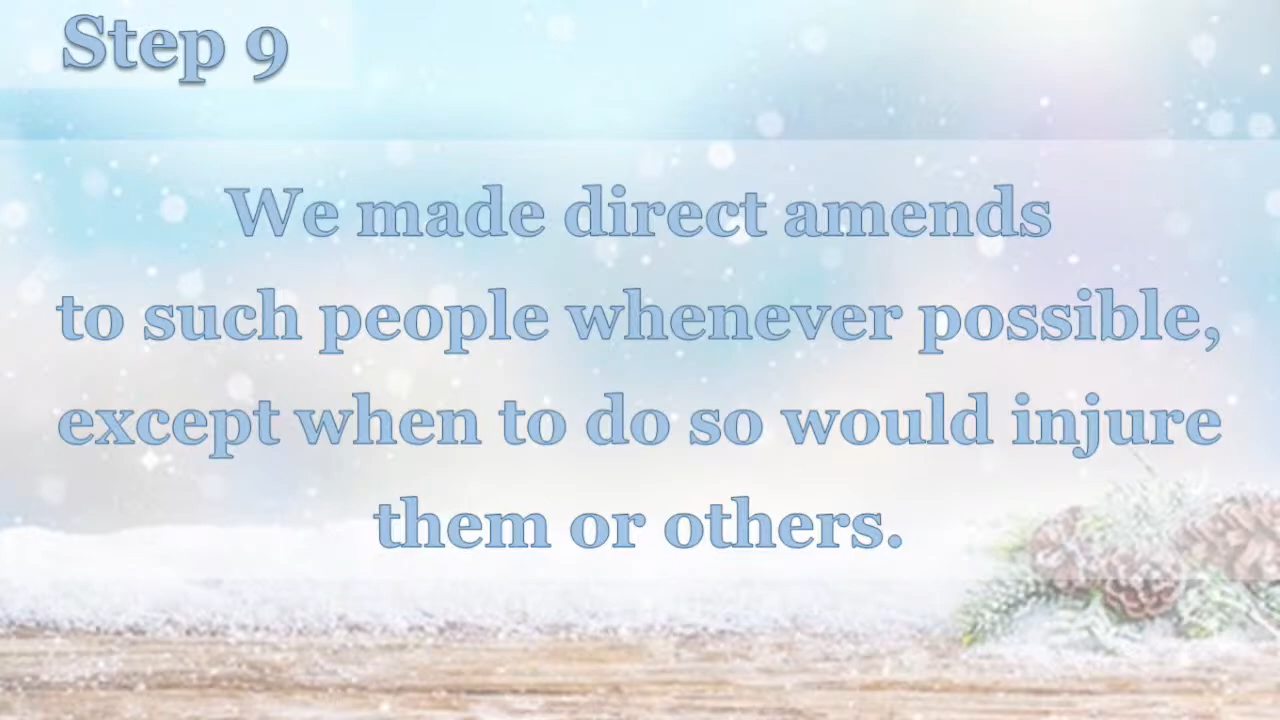 Step 9
We made direct amends
to such people whenever possible,
except when to do so would injure
them or others.